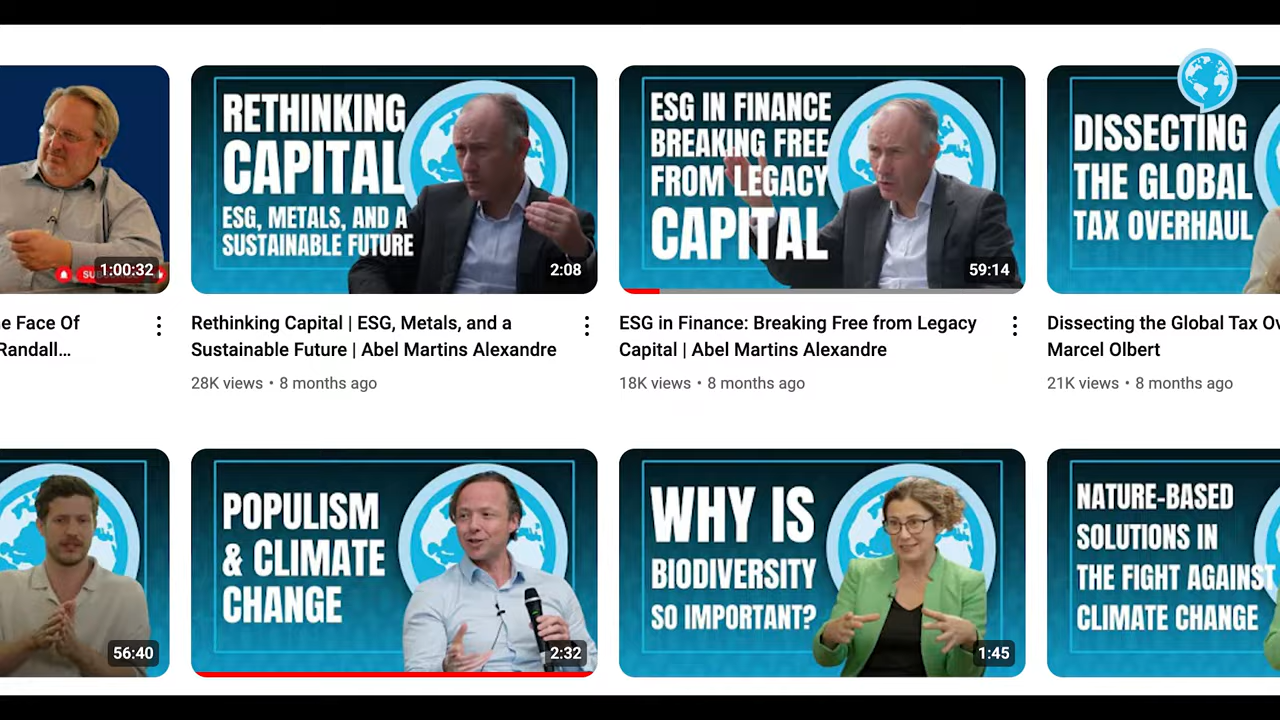 1:00:32
e Face Of
Randall...
RETHINKING
CAPITAL
ESG, METALS, AND A
SUSTAINABLE FUTURE
2:08
Rethinking Capital | ESG, Metals, and a
Sustainable Future | Abel Martins Alexandre
28K views • 8 months ago
ESG IN FINANCE
BREAKING FREE
FROM LEGACY
CAPITAL
59:14
ESG in Finance: Breaking Free from Legacy
Capital | Abel Martins Alexandre
18K views • 8 months ago
DISSECTING
THE GLOBAL
TAX OVERHAUL
Dissecting the Global Tax Ov
Marcel Olbert
21K views • 8 months ago
56:40
POPULISM
& CLIMATE
CHANGE
2:32
WHY IS
BIODIVERSITY
SO IMPORTANT?
1:45
NATURE-BASED
SOLUTIONS IN
THE FIGHT AGAINST
CLIMATE CHANGE